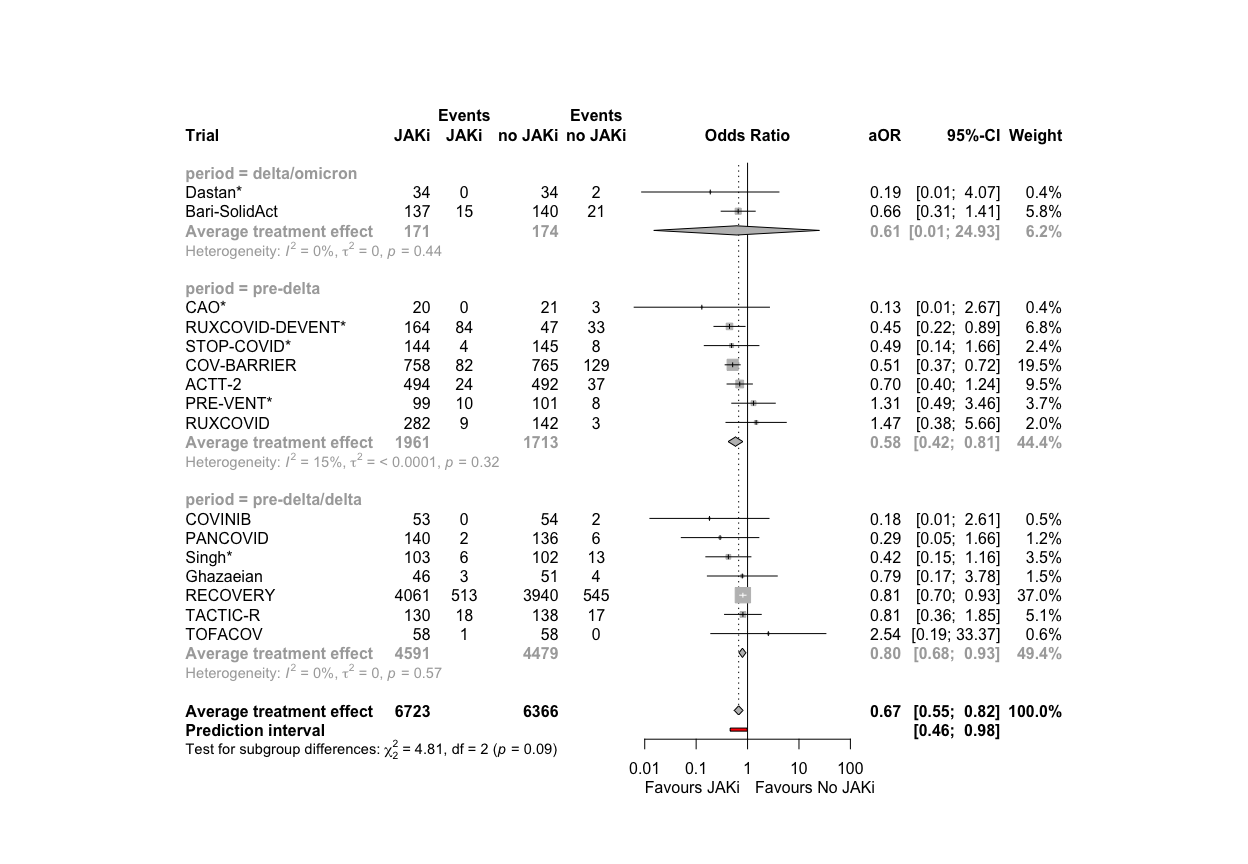 Events Events
Trial JAKi JAKi no JAKi no JAKi Odds Ratio aOR 95%-CI Weight
period = delta/omicron
Dastan* 34 0 34 2 0.19 [0.01; 4.07] 0.4%
Bari-SolidAct 137 15 140 21 0.66 [0.31; 1.41] 5.8%
Average treatment effect 171 174 0.61 [0.01; 24.93] 6.2%
Heterogeneity: I² = 0%, τ² = 0, p = 0.44
period = pre-delta
CAO* 20 0 21 3 0.13 [0.01; 2.67] 0.4%
RUXCOVID-DEVENT* 164 84 47 33 0.45 [0.22; 0.89] 6.8%
STOP-COVID* 144 4 145 8 0.49 [0.14; 1.66] 2.4%
COV-BARRIER 758 82 765 129 0.51 [0.37; 0.72] 19.5%
ACTT-2 494 24 492 37 0.70 [0.40; 1.24] 9.5%
PRE-VENT* 99 10 101 8 1.31 [0.49; 3.46] 3.7%
RUXCOVID 282 9 142 3 1.47 [0.38; 5.66] 2.0%
Average treatment effect 1961 1713 0.58 [0.42; 0.81] 44.4%
Heterogeneity: I² = 15%, τ² = < 0.0001, p = 0.32
period = pre-delta/delta
COVINIB 53 0 54 2 0.18 [0.01; 2.61] 0.5%
PANCOVID 140 2 136 6 0.29 [0.05; 1.66] 1.2%
Singh* 103 6 102 13 0.42 [0.15; 1.16] 3.5%
Ghazaeian 46 3 51 4 0.79 [0.17; 3.78] 1.5%
RECOVERY 4061 513 3940 545 0.81 [0.70; 0.93] 37.0%
TACTIC-R 130 18 138 17 0.81 [0.36; 1.85] 5.1%
TOFACOV 58 1 58 0 2.54 [0.19; 33.37] 0.6%
Average treatment effect 4591 4479 0.80 [0.68; 0.93] 49.4%
Heterogeneity: I² = 0%, τ² = 0, p = 0.57
Average treatment effect 6723 6366 0.67 [0.55; 0.82] 100.0%
Prediction interval [0.46; 0.98]
Test for subgroup differences: χ²₂ = 4.81, df = 2 (p = 0.09)
0.01 0.1 1 10 100
Favours JAKi Favours No JAKi